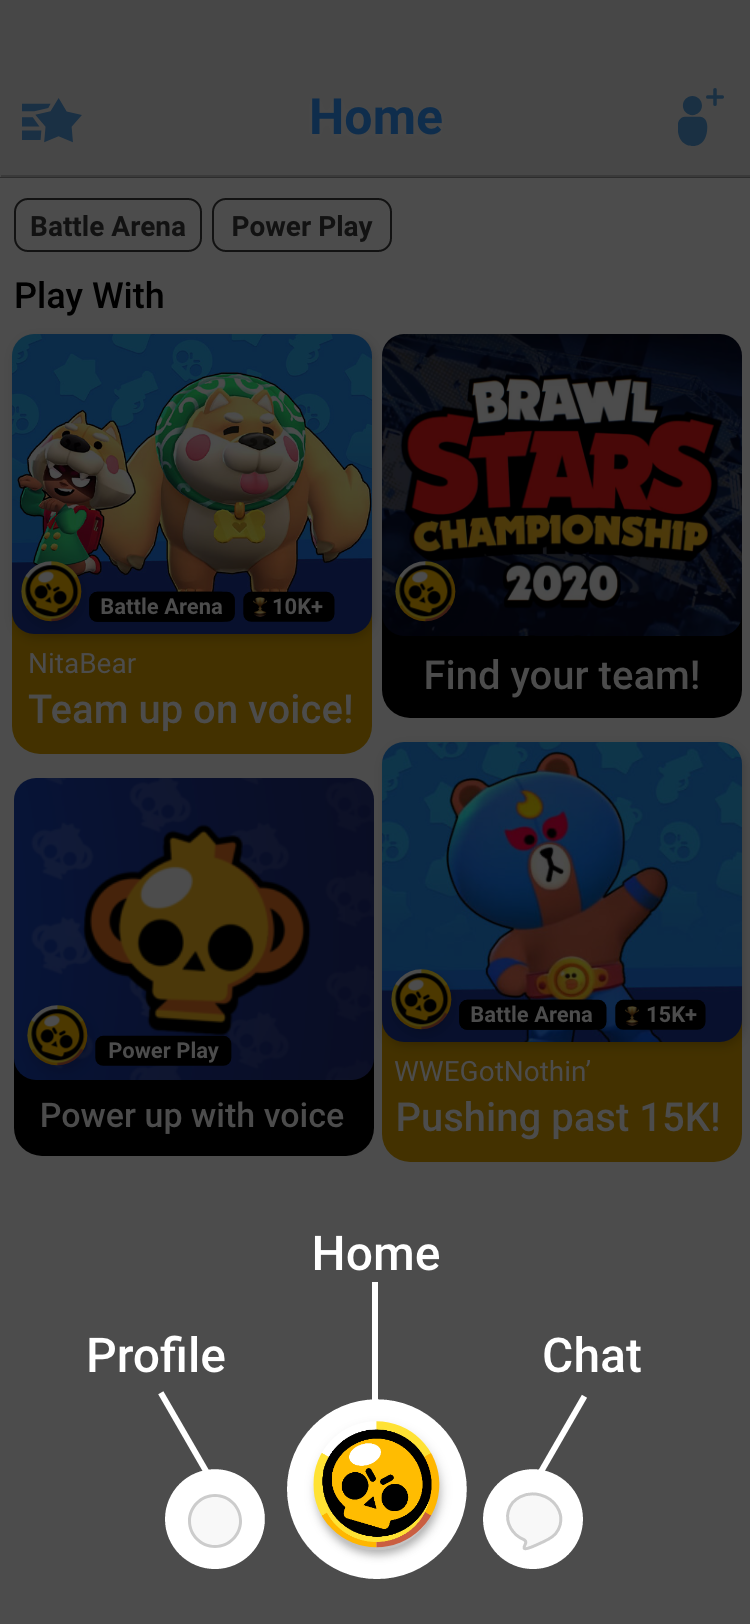 Home
Battle Arena
Power Play
Play With
Battle Arena
10K+
NitaBear
Team up on voice!
BRAWL
STARS
CHAMPIONSHIP
2020
Find your team!
Power Play
Power up with voice
Battle Arena
15K+
WWEGotNothin’
Pushing past 15K!
Home
Profile
Chat